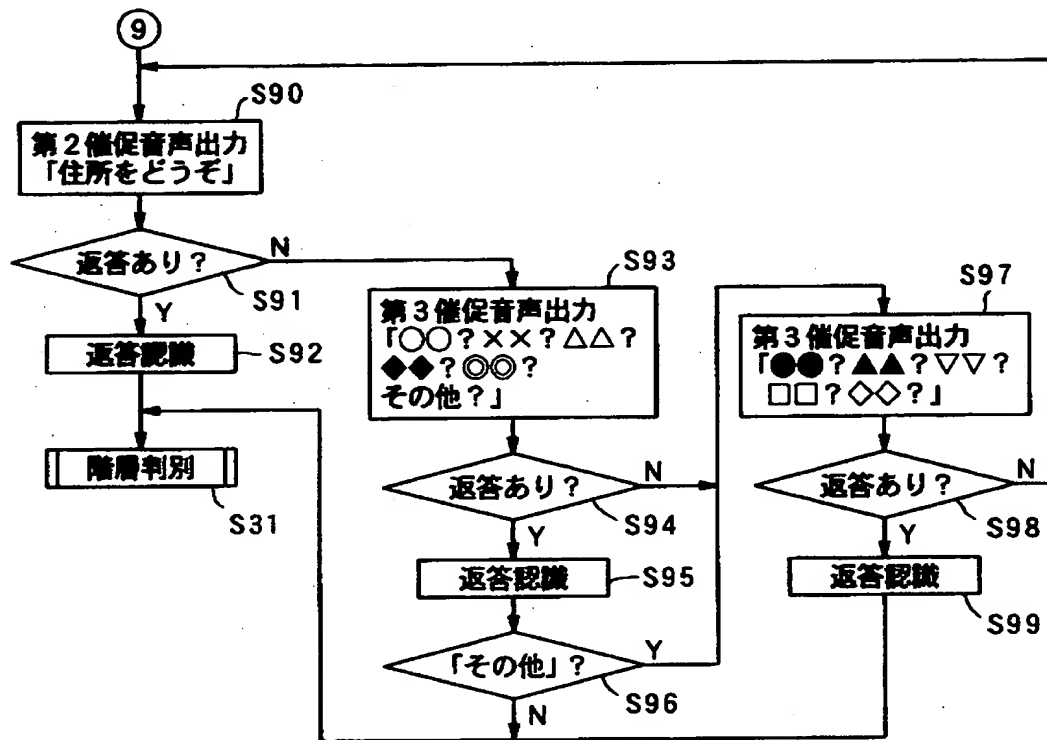 9
S90
第2催促音声出力
「住所をどうぞ」
返答あり?
N
S91
Y
返答認識
S92
階層判別
S31
S93
第3催促音声出力
「○○?××?△△?
◆◆?◎◎?
その他?」
返答あり?
N
S94
Y
返答認識
S95
「その他」?
Y
S96
N
S97
第3催促音声出力
「●●?▲▲?▽▽?
□□?◇◇?」
返答あり?
N
S98
Y
返答認識
S99